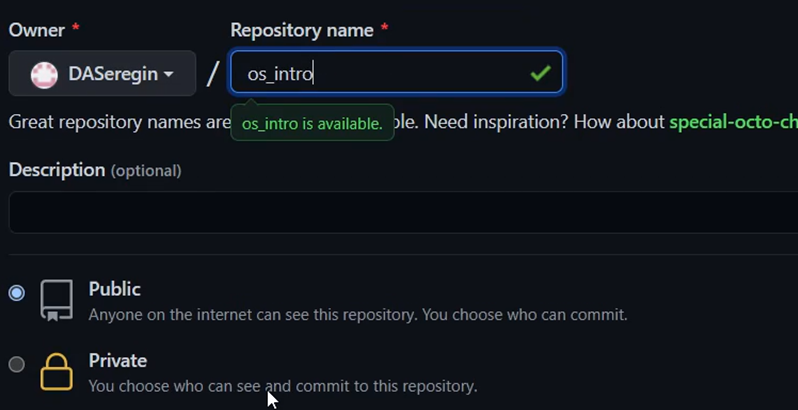 Owner *
Repository name *
DASeregin
/
os_intro
Great repository names are
os_intro is available.
ble. Need inspiration? How about special-octo-ch
Description (optional)
Public
Anyone on the internet can see this repository. You choose who can commit.
Private
You choose who can see and commit to this repository.